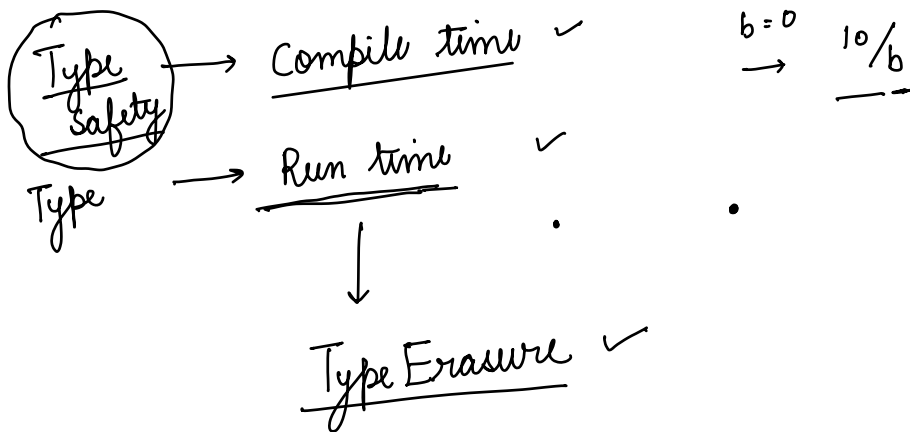 Type → Compile time ✓
b = 0
→ 10/b
Safety
Type → Run time ✓
Type Erasure ✓